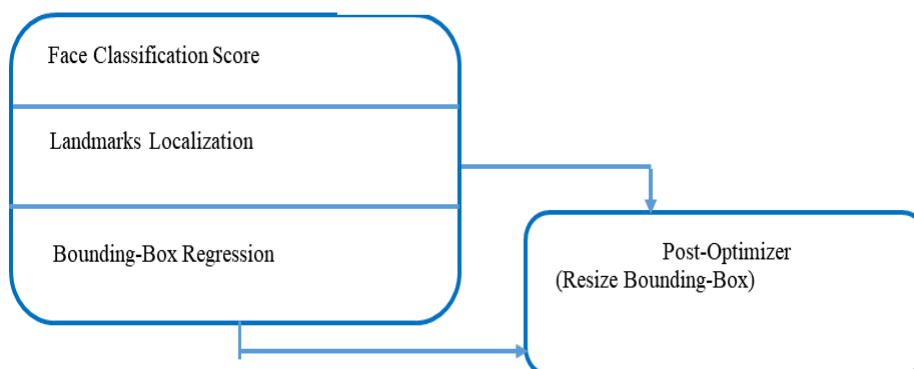 Face Classification Score
Landmarks Localization
Bounding-Box Regression
Post-Optimizer
(Resize Bounding-Box)